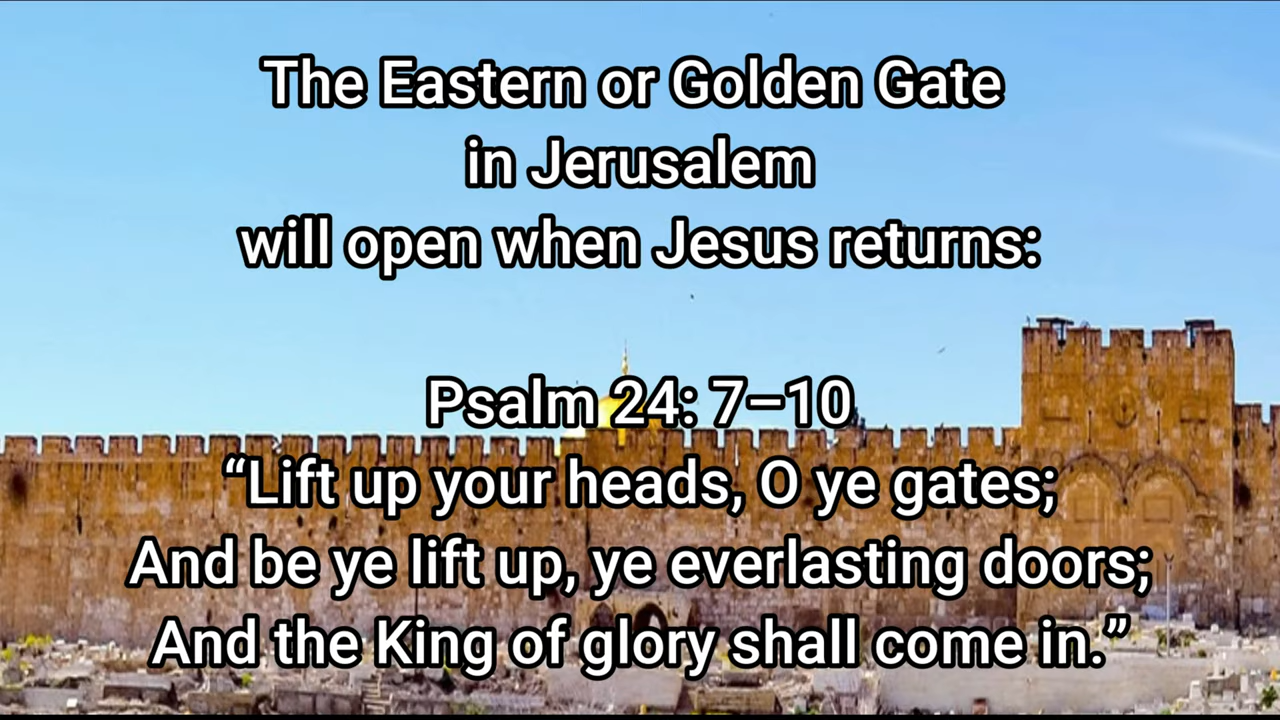 The Eastern or Golden Gate
in Jerusalem
will open when Jesus returns:
Psalm 24: 7–10
“Lift up your heads, O ye gates;
And be ye lift up, ye everlasting doors;
And the King of glory shall come in.”